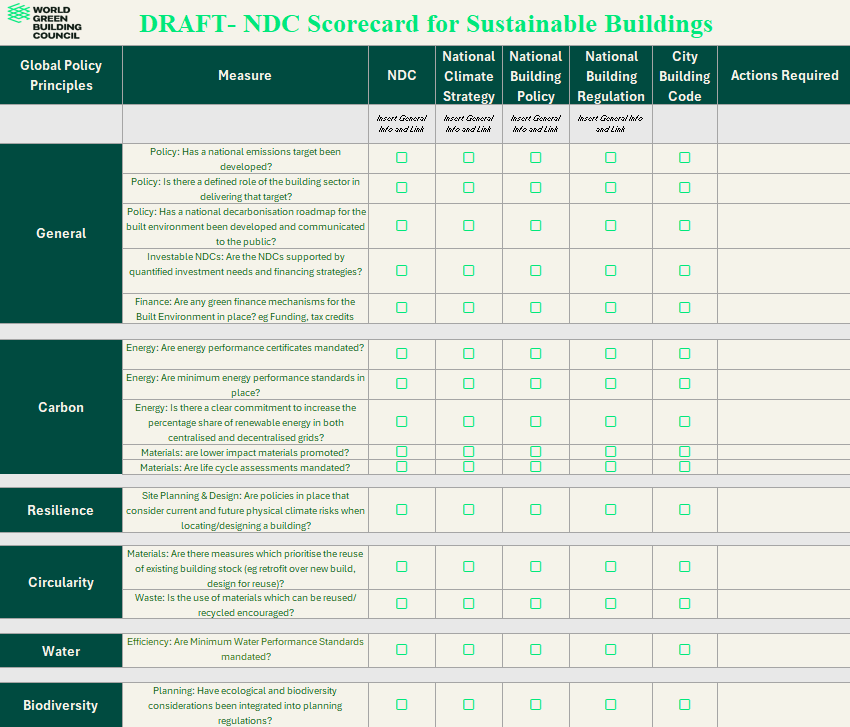 WORLD
GREEN
BUILDING
COUNCIL
DRAFT- NDC Scorecard for Sustainable Buildings
Global Policy
Principles
Measure
NDC
National
Climate
Strategy
National
Building
Policy
National
Building
Regulation
City
Building
Code
Actions Required
Insert General
Info and Link
Insert General
Info and Link
Insert General
Info and Link
Insert General Info
and Link
General
Policy: Has a national emissions target been
developed?
Policy: Is there a defined role of the building sector in
delivering that target?
Policy: Has a national decarbonisation roadmap for the
built environment been developed and communicated
to the public?
Investable NDCs: Are the NDCs supported by
quantified investment needs and financing strategies?
Finance: Are any green finance mechanisms for the
Built Environment in place? eg Funding, tax credits
Carbon
Energy: Are energy performance certificates mandated?
Energy: Are minimum energy performance standards in
place?
Energy: Is there a clear commitment to increase the
percentage share of renewable energy in both
centralised and decentralised grids?
Materials: are lower impact materials promoted?
Materials: Are life cycle assessments mandated?
Resilience
Site Planning & Design: Are policies in place that
consider current and future physical climate risks when
locating/designing a building?
Circularity
Materials: Are there measures which prioritise the reuse
of existing building stock (eg retrofit over new build,
design for reuse)?
Waste: Is the use of materials which can be reused/
recycled encouraged?
Water
Efficiency: Are Minimum Water Performance Standards
mandated?
Biodiversity
Planning: Have ecological and biodiversity
considerations been integrated into planning
regulations?